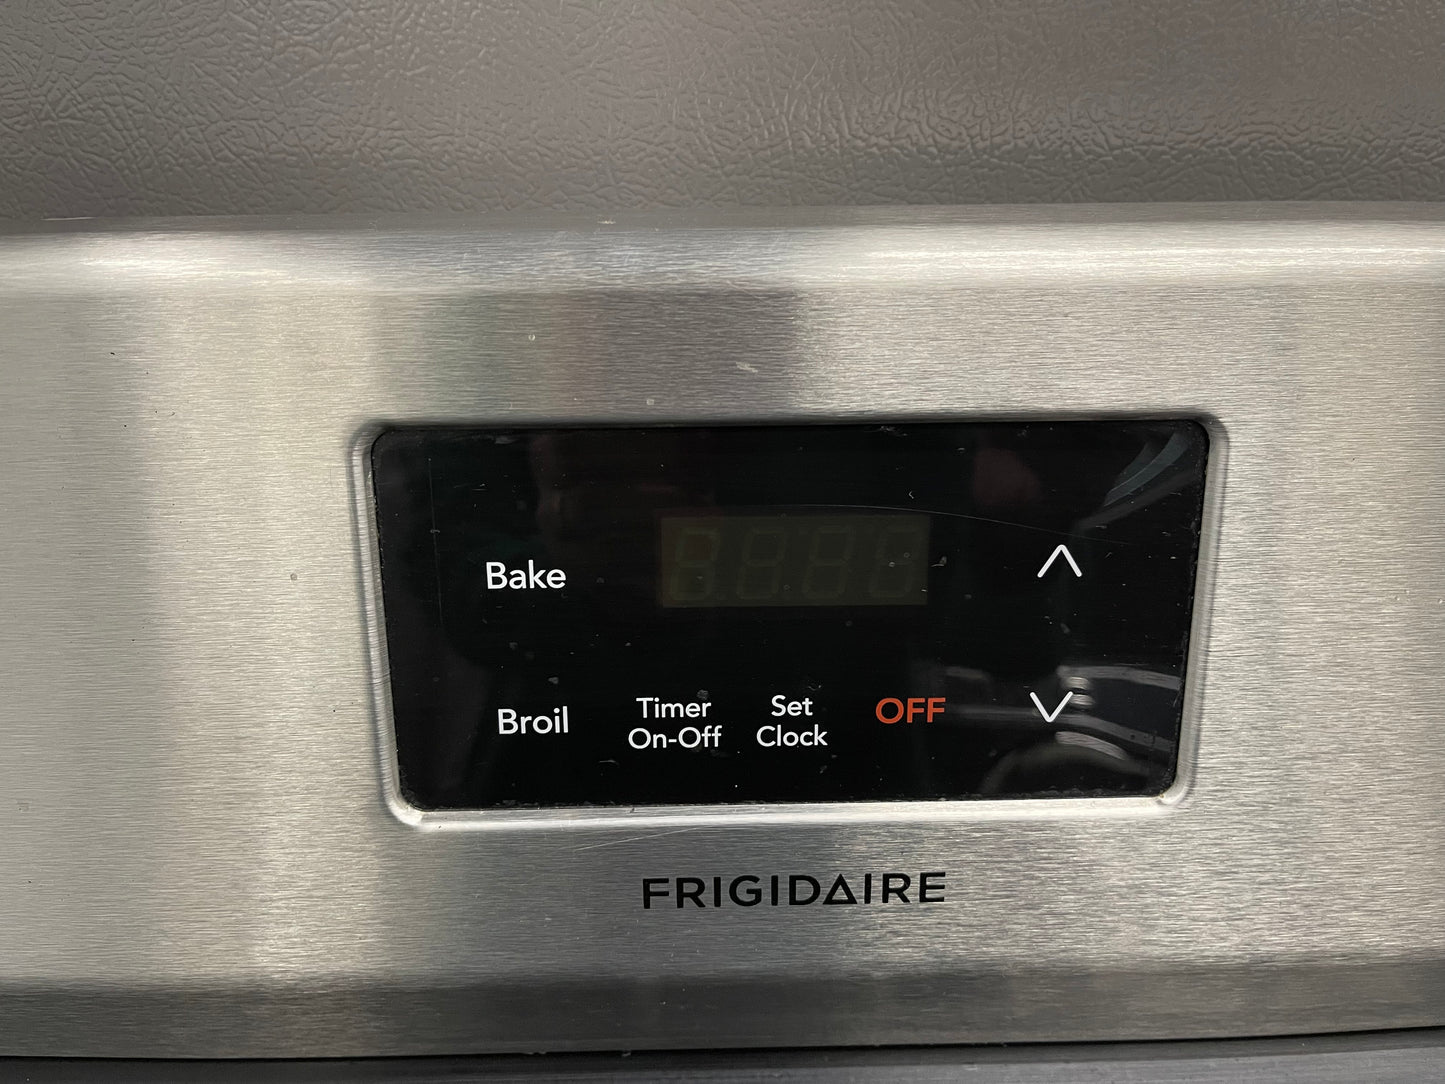 Bake
Broil
Timer
On-Off
Set
Clock
OFF
FRIGIDAIRE